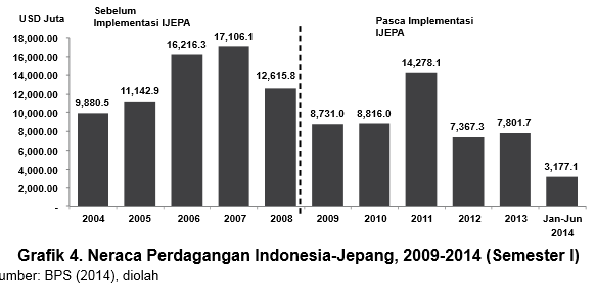 USD Juta
Sebelum
Implementasi IJEPA
Pasca Implementasi
IJEPA
18,000.00
16,000.00
14,000.00
12,000.00
10,000.00
8,000.00
6,000.00
4,000.00
2,000.00
-
9,880.5
11,142.9
16,216.3
17,106.1
12,615.8
8,731.0
8,816.0
14,278.1
7,367.3
7,801.7
3,177.1
2004 2005 2006 2007 2008 2009 2010 2011 2012 2013 Jan-Jun
2014
Grafik 4. Neraca Perdagangan Indonesia-Jepang, 2009-2014 (Semester I)
umber: BPS (2014), diolah